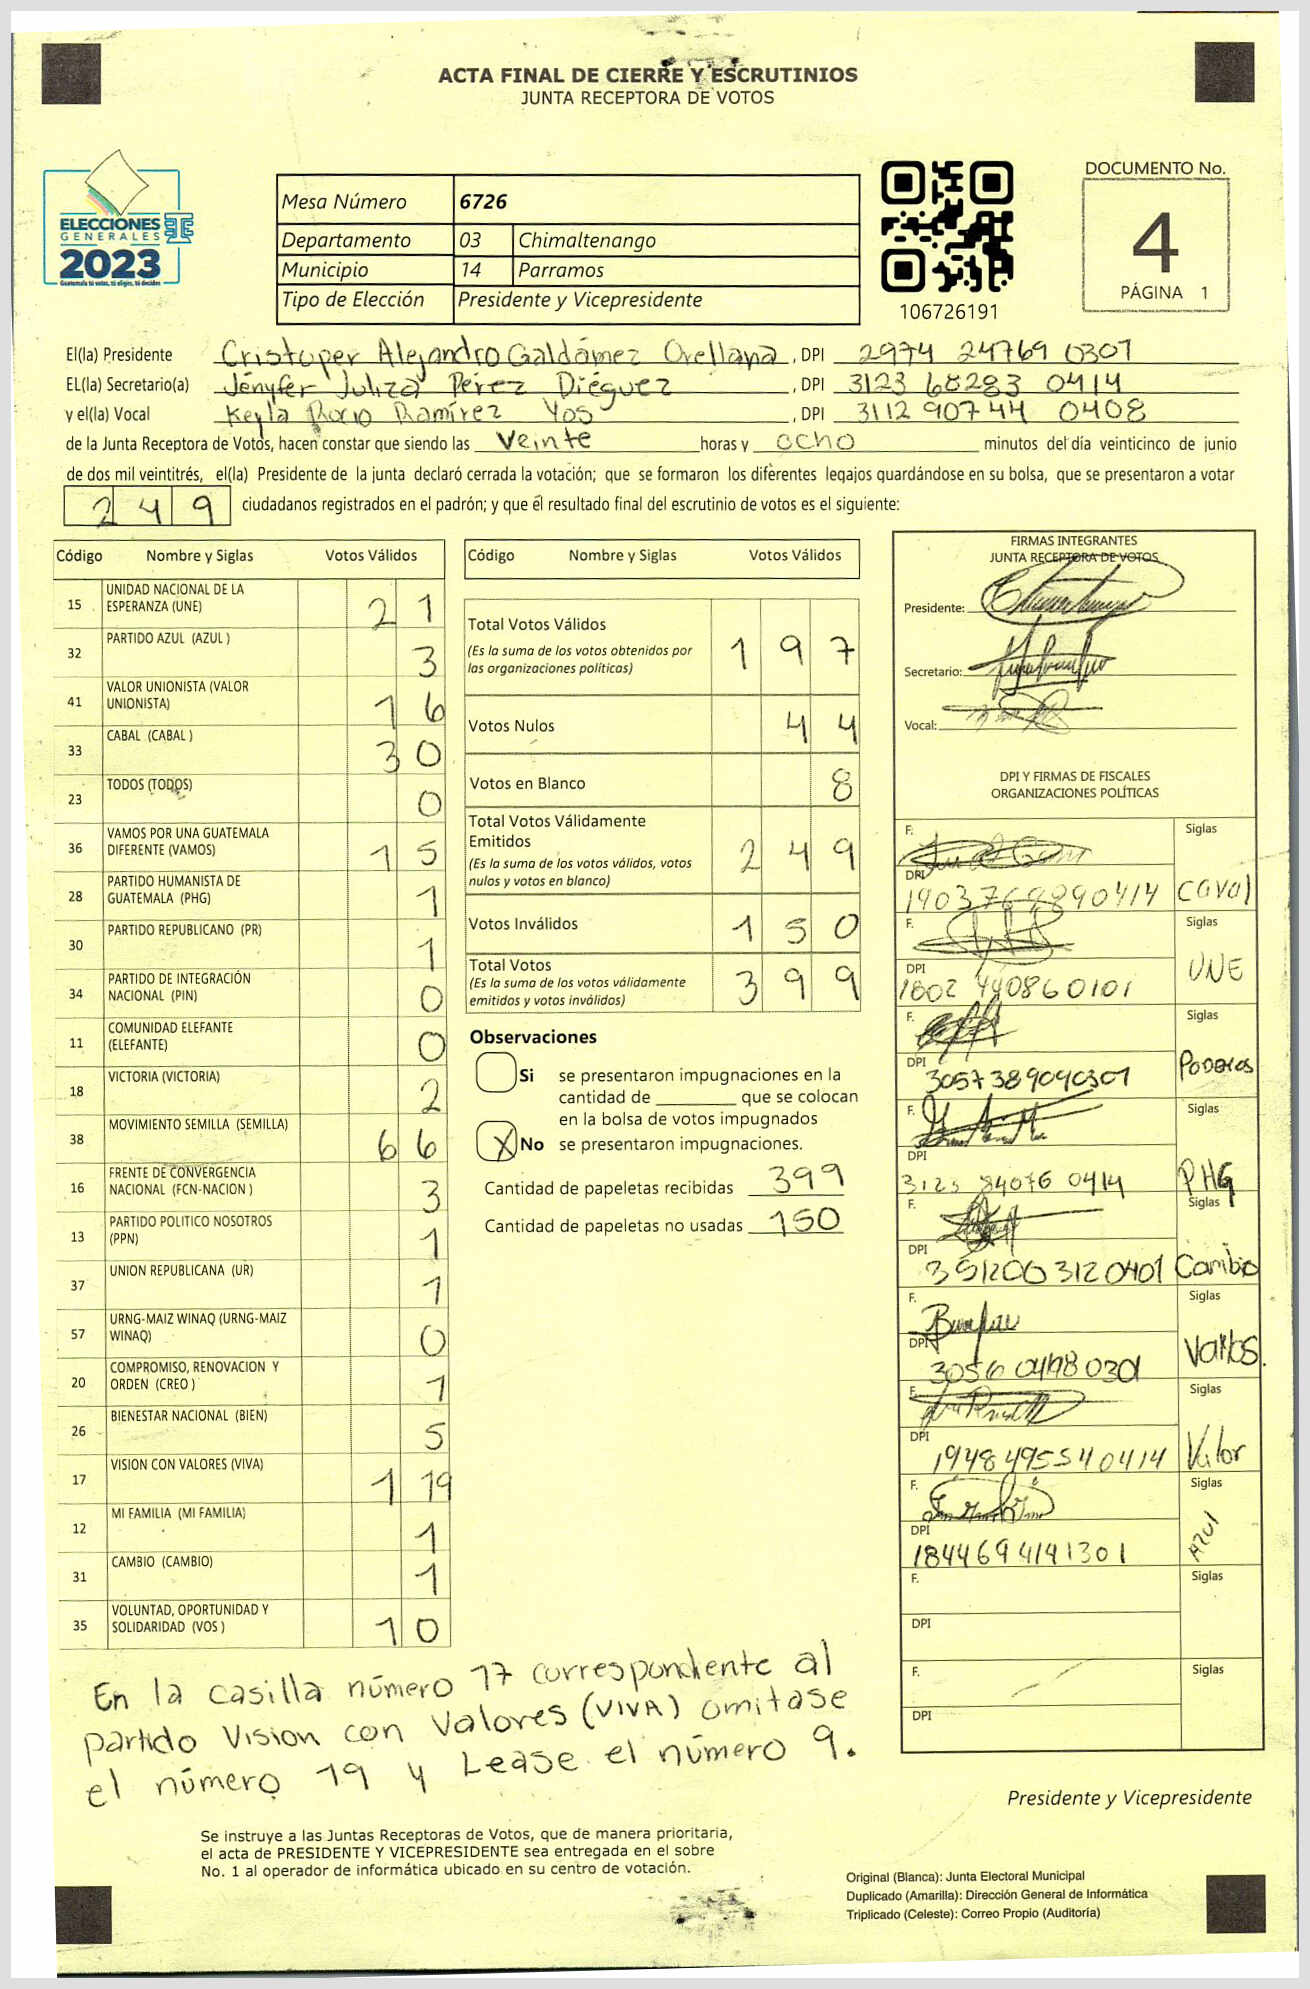 ACTA FINAL DE CIERRE Y ESCRUTINIOS
JUNTA RECEPTORA DE VOTOS
ELECCIONES
GENERALES
2023
Guatemala tú votas, tú eliges, tú decides
Mesa Número 6726
Departamento 03 Chimaltenango
Municipio 14 Parramos
Tipo de Elección Presidente y Vicepresidente
106726191
DOCUMENTO No.
4
PÁGINA 1
El(la) Presidente Cristoper Alejandro Galdámez Orellana , DPI 2974 24769 0301
EL(la) Secretario(a) Jényfer Juliza Pérez Diéguez , DPI 3123 68283 0414
y el(la) Vocal Keyla Rocio Ramírez Yos , DPI 3112 90744 0408
de la Junta Receptora de Votos, hacen constar que siendo las veinte horas y ocho minutos del día veinticinco de junio
de dos mil veintitrés, el(la) Presidente de la junta declaró cerrada la votación; que se formaron los diferentes legajos guardándose en su bolsa, que se presentaron a votar
249 ciudadanos registrados en el padrón; y que el resultado final del escrutinio de votos es el siguiente:
Código Nombre y Siglas Votos Válidos
15 UNIDAD NACIONAL DE LA
ESPERANZA (UNE) 21
32 PARTIDO AZUL (AZUL ) 3
41 VALOR UNIONISTA (VALOR
UNIONISTA) 16
33 CABAL (CABAL ) 30
23 TODOS (TODOS) 0
36 VAMOS POR UNA GUATEMALA
DIFERENTE (VAMOS) 15
28 PARTIDO HUMANISTA DE
GUATEMALA (PHG) 1
30 PARTIDO REPUBLICANO (PR) 1
34 PARTIDO DE INTEGRACIÓN
NACIONAL (PIN) 0
11 COMUNIDAD ELEFANTE
(ELEFANTE) 0
18 VICTORIA (VICTORIA) 2
38 MOVIMIENTO SEMILLA (SEMILLA) 66
16 FRENTE DE CONVERGENCIA
NACIONAL (FCN-NACION ) 3
13 PARTIDO POLITICO NOSOTROS
(PPN) 1
37 UNION REPUBLICANA (UR) 1
57 URNG-MAIZ WINAQ (URNG-MAIZ
WINAQ) 0
20 COMPROMISO, RENOVACION Y
ORDEN (CREO ) 1
26 BIENESTAR NACIONAL (BIEN) 5
17 VISION CON VALORES (VIVA) 1 19
12 MI FAMILIA (MI FAMILIA) 1
31 CAMBIO (CAMBIO) 1
35 VOLUNTAD, OPORTUNIDAD Y
SOLIDARIDAD (VOS ) 10
Código Nombre y Siglas Votos Válidos
Total Votos Válidos
(Es la suma de los votos obtenidos por
las organizaciones políticas) 197
Votos Nulos 44
Votos en Blanco 8
Total Votos Válidamente
Emitidos
(Es la suma de los votos válidos, votos
nulos y votos en blanco) 249
Votos Inválidos 150
Total Votos
(Es la suma de los votos válidamente
emitidos y votos inválidos) 399
Observaciones
Si se presentaron impugnaciones en la
cantidad de ________ que se colocan
en la bolsa de votos impugnados
X No se presentaron impugnaciones.
Cantidad de papeletas recibidas 399
Cantidad de papeletas no usadas 150
FIRMAS INTEGRANTES
JUNTA RECEPTORA DE VOTOS
Presidente:
Secretario:
Vocal:
DPI Y FIRMAS DE FISCALES
ORGANIZACIONES POLÍTICAS
F. Siglas
DPI 1903769890414 Caval
F. Siglas
DPI 1802 440860101 UNE
F. Siglas
DPI 3057389090301 Poderos
F. Siglas
DPI 3125 84076 0414 PHG
F. Siglas
DPI 3512003120401 Cambio
F. Siglas
DPI 3056 04198 0301 Vamos.
F. Siglas
DPI 1948495540414 Valor
F. Siglas
DPI 1844694141301 AZUl
F. Siglas
DPI
F. Siglas
DPI
En la casilla número 17 correspondiente al
partido Vision con Valores (VIVA) omitase
el número 19 y Lease el número 9.
Presidente y Vicepresidente
Se instruye a las Juntas Receptoras de Votos, que de manera prioritaria,
el acta de PRESIDENTE Y VICEPRESIDENTE sea entregada en el sobre
No. 1 al operador de informática ubicado en su centro de votación.
Original (Blanca): Junta Electoral Municipal
Duplicado (Amarilla): Dirección General de Informática
Triplicado (Celeste): Correo Propio (Auditoría)